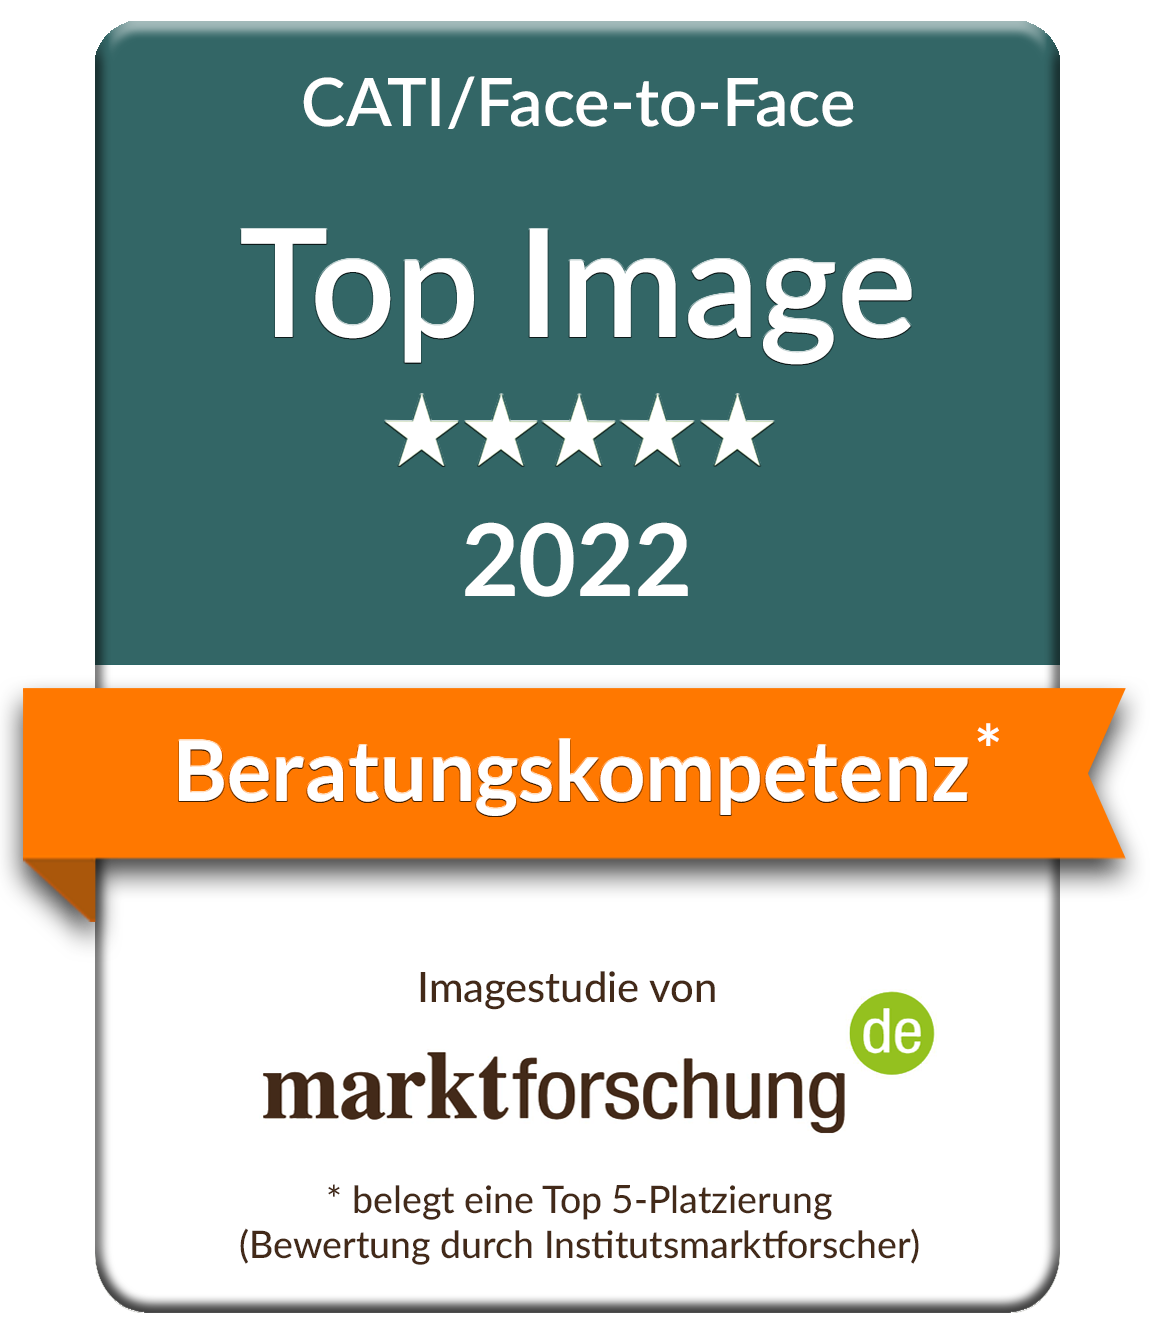 CATI/Face-to-Face
Top Image
2022
Beratungskompetenz*
Imagestudie von
marktforschung de
* belegt eine Top 5-Platzierung
(Bewertung durch Institutsmarktforscher)